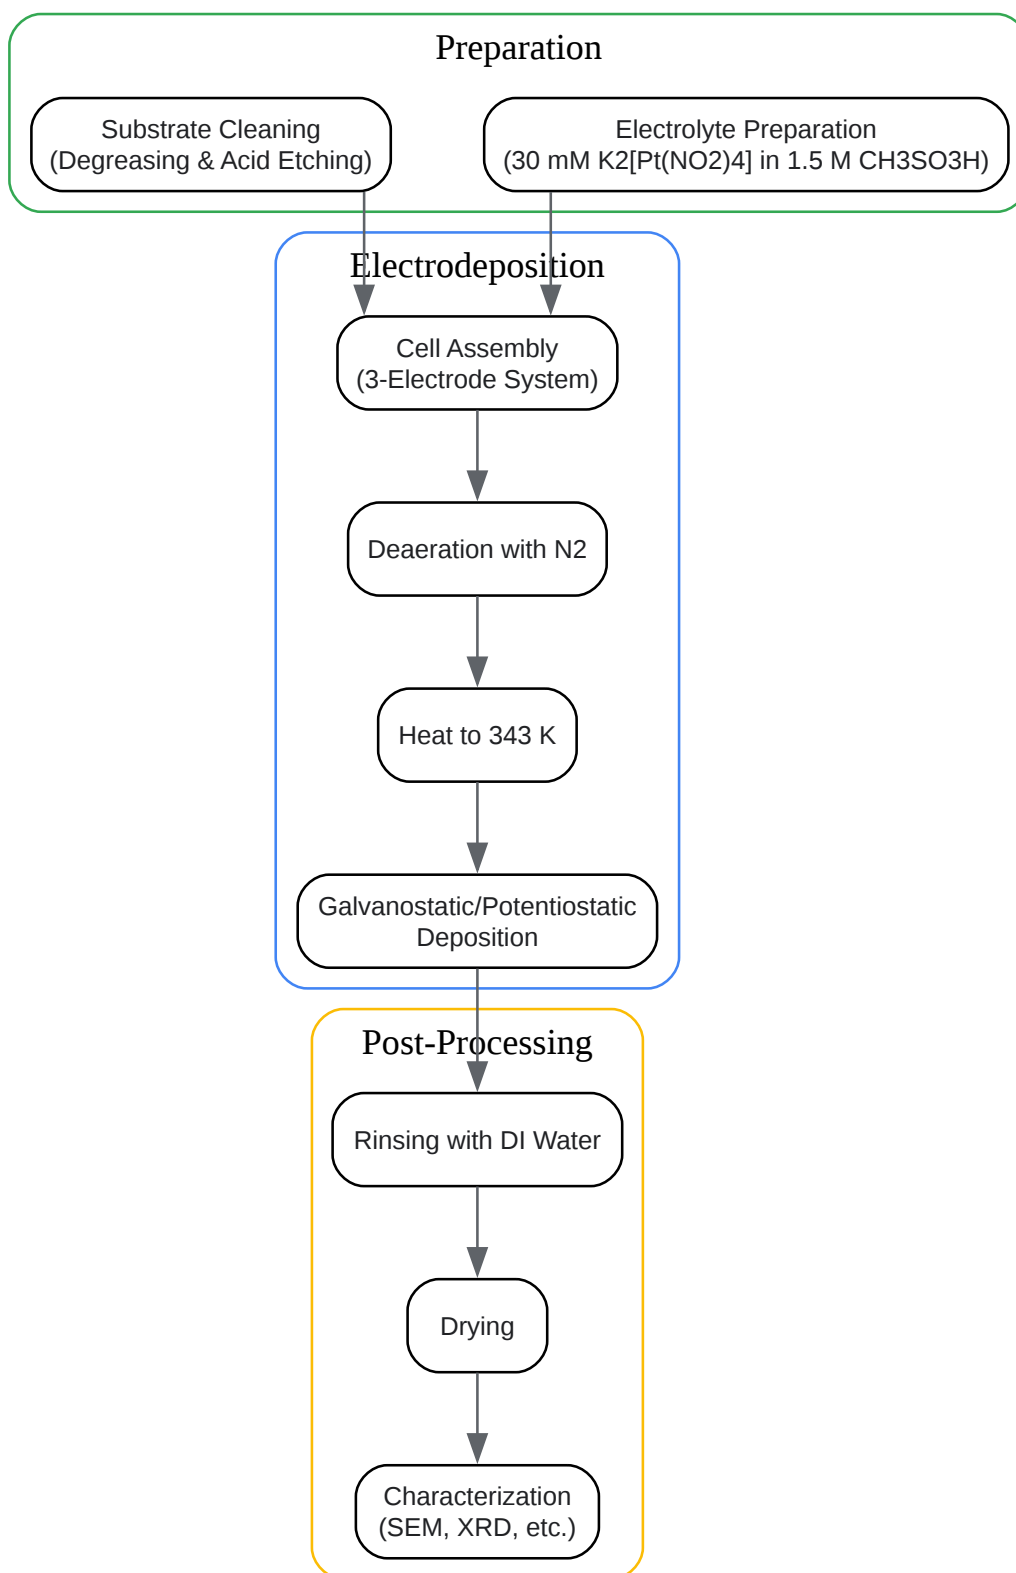 Preparation
Substrate Cleaning
(Degreasing & Acid Etching)
Electrolyte Preparation
(30 mM K2[Pt(NO2)4] in 1.5 M CH3SO3H)
Electrodeposition
Cell Assembly
(3-Electrode System)
Deaeration with N2
Heat to 343 K
Galvanostatic/Potentiostatic
Deposition
Post-Processing
Rinsing with DI Water
Drying
Characterization
(SEM, XRD, etc.)